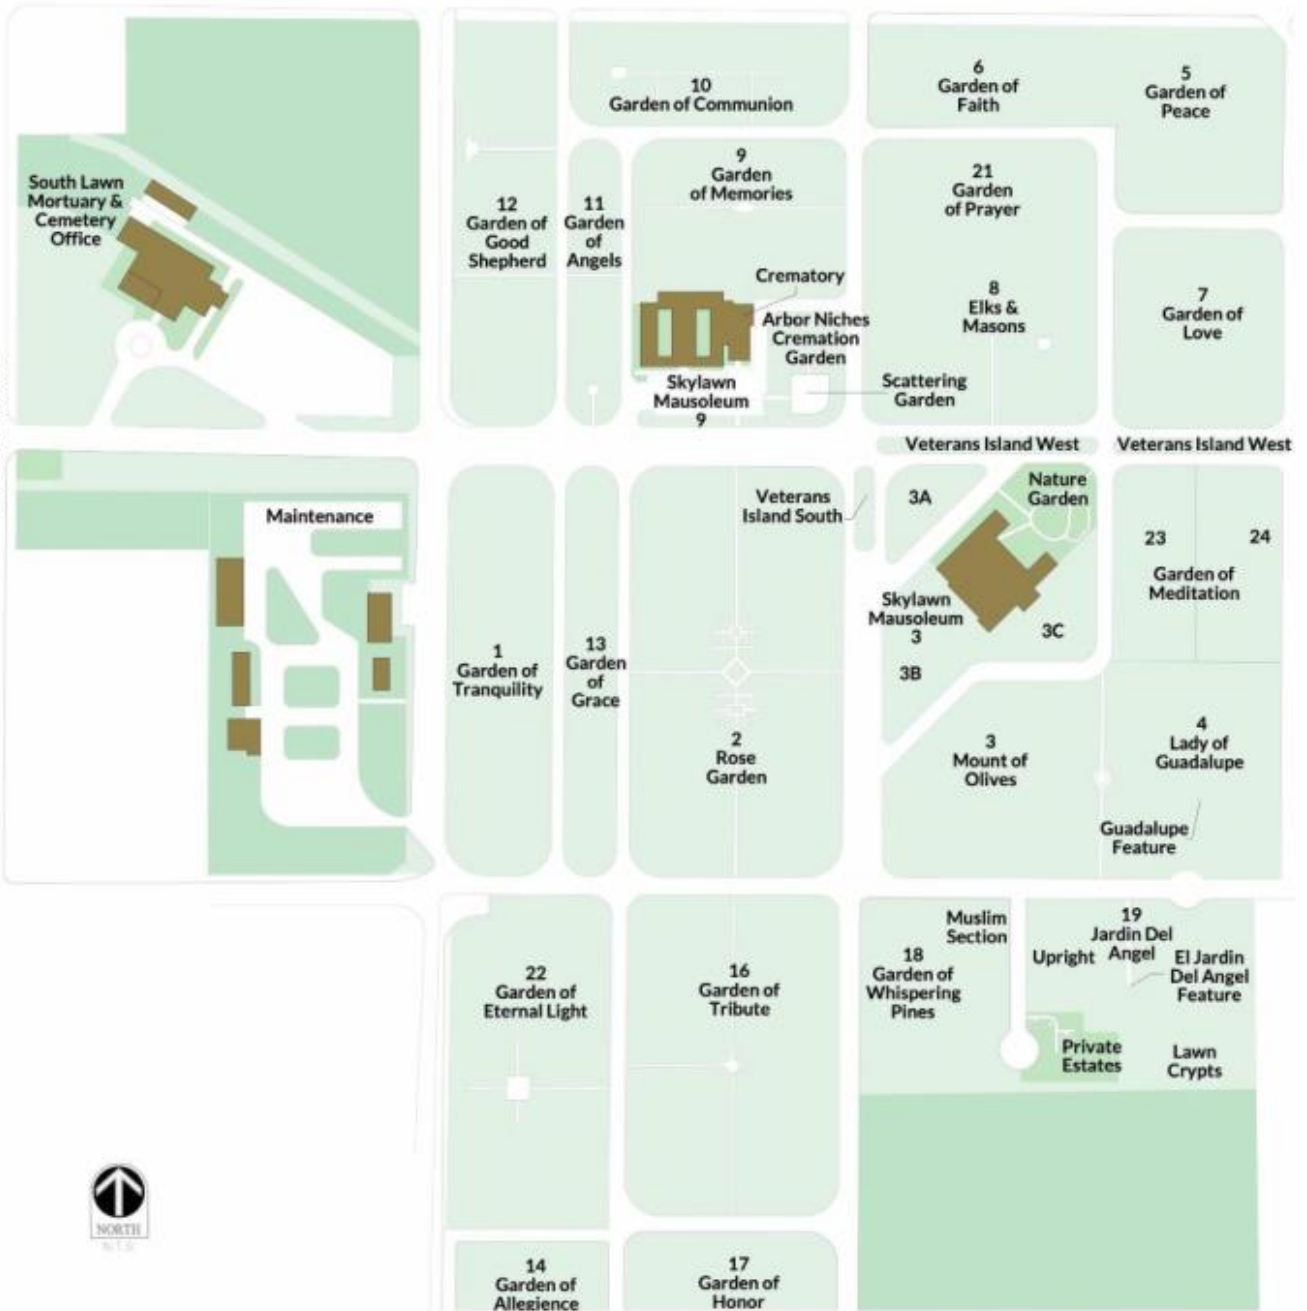 10
Garden of Communion
6
Garden of
Faith
5
Garden of
Peace
South Lawn
Mortuary &
Cemetery
Office
12
Garden of
Good
Shepherd
11
Garden
of
Angels
9
Garden
of Memories
21
Garden
of Prayer
Crematory
Arbor Niches
Cremation
Garden
8
Elks &
Masons
7
Garden of
Love
Skylawn
Mausoleum
9
Scattering
Garden
Veterans Island West
Veterans Island West
Maintenance
Veterans
Island South
3A
Nature
Garden
23
24
Garden of
Meditation
Skylawn
Mausoleum
3
3C
3B
1
Garden of
Tranquility
13
Garden
of
Grace
2
Rose
Garden
3
Mount of
Olives
4
Lady of
Guadalupe
Guadalupe
Feature
22
Garden of
Eternal Light
16
Garden of
Tribute
18
Garden of
Whispering
Pines
Muslim
Section
19
Jardin Del
Angel
Upright
El Jardin
Del Angel
Feature
Private
Estates
Lawn
Crypts
NORTH
N.T.S.
14
Garden of
Allegience
17
Garden of
Honor